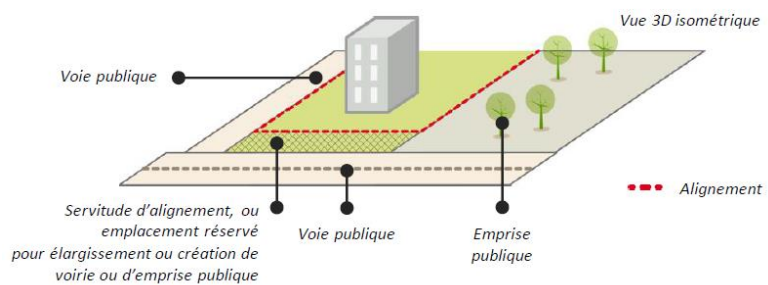 Vue 3D isométrique
Voie publique
Servitude d'alignement, ou
emplacement réservé
pour élargissement ou création de
voirie ou d'emprise publique
Voie publique
Emprise
publique
Alignement